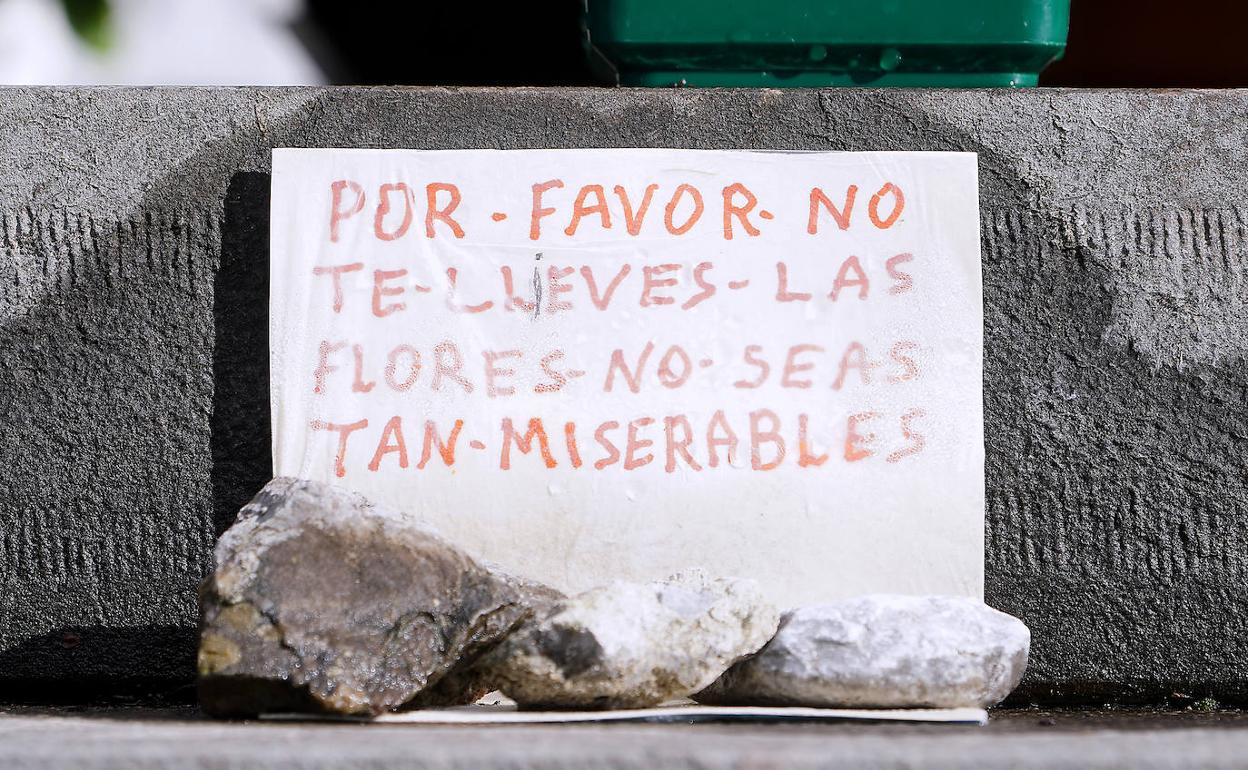 POR·FAVOR·NO
TE·LLEVES-LAS
FLORES-NO·SEAS
TAN-MISERABLES